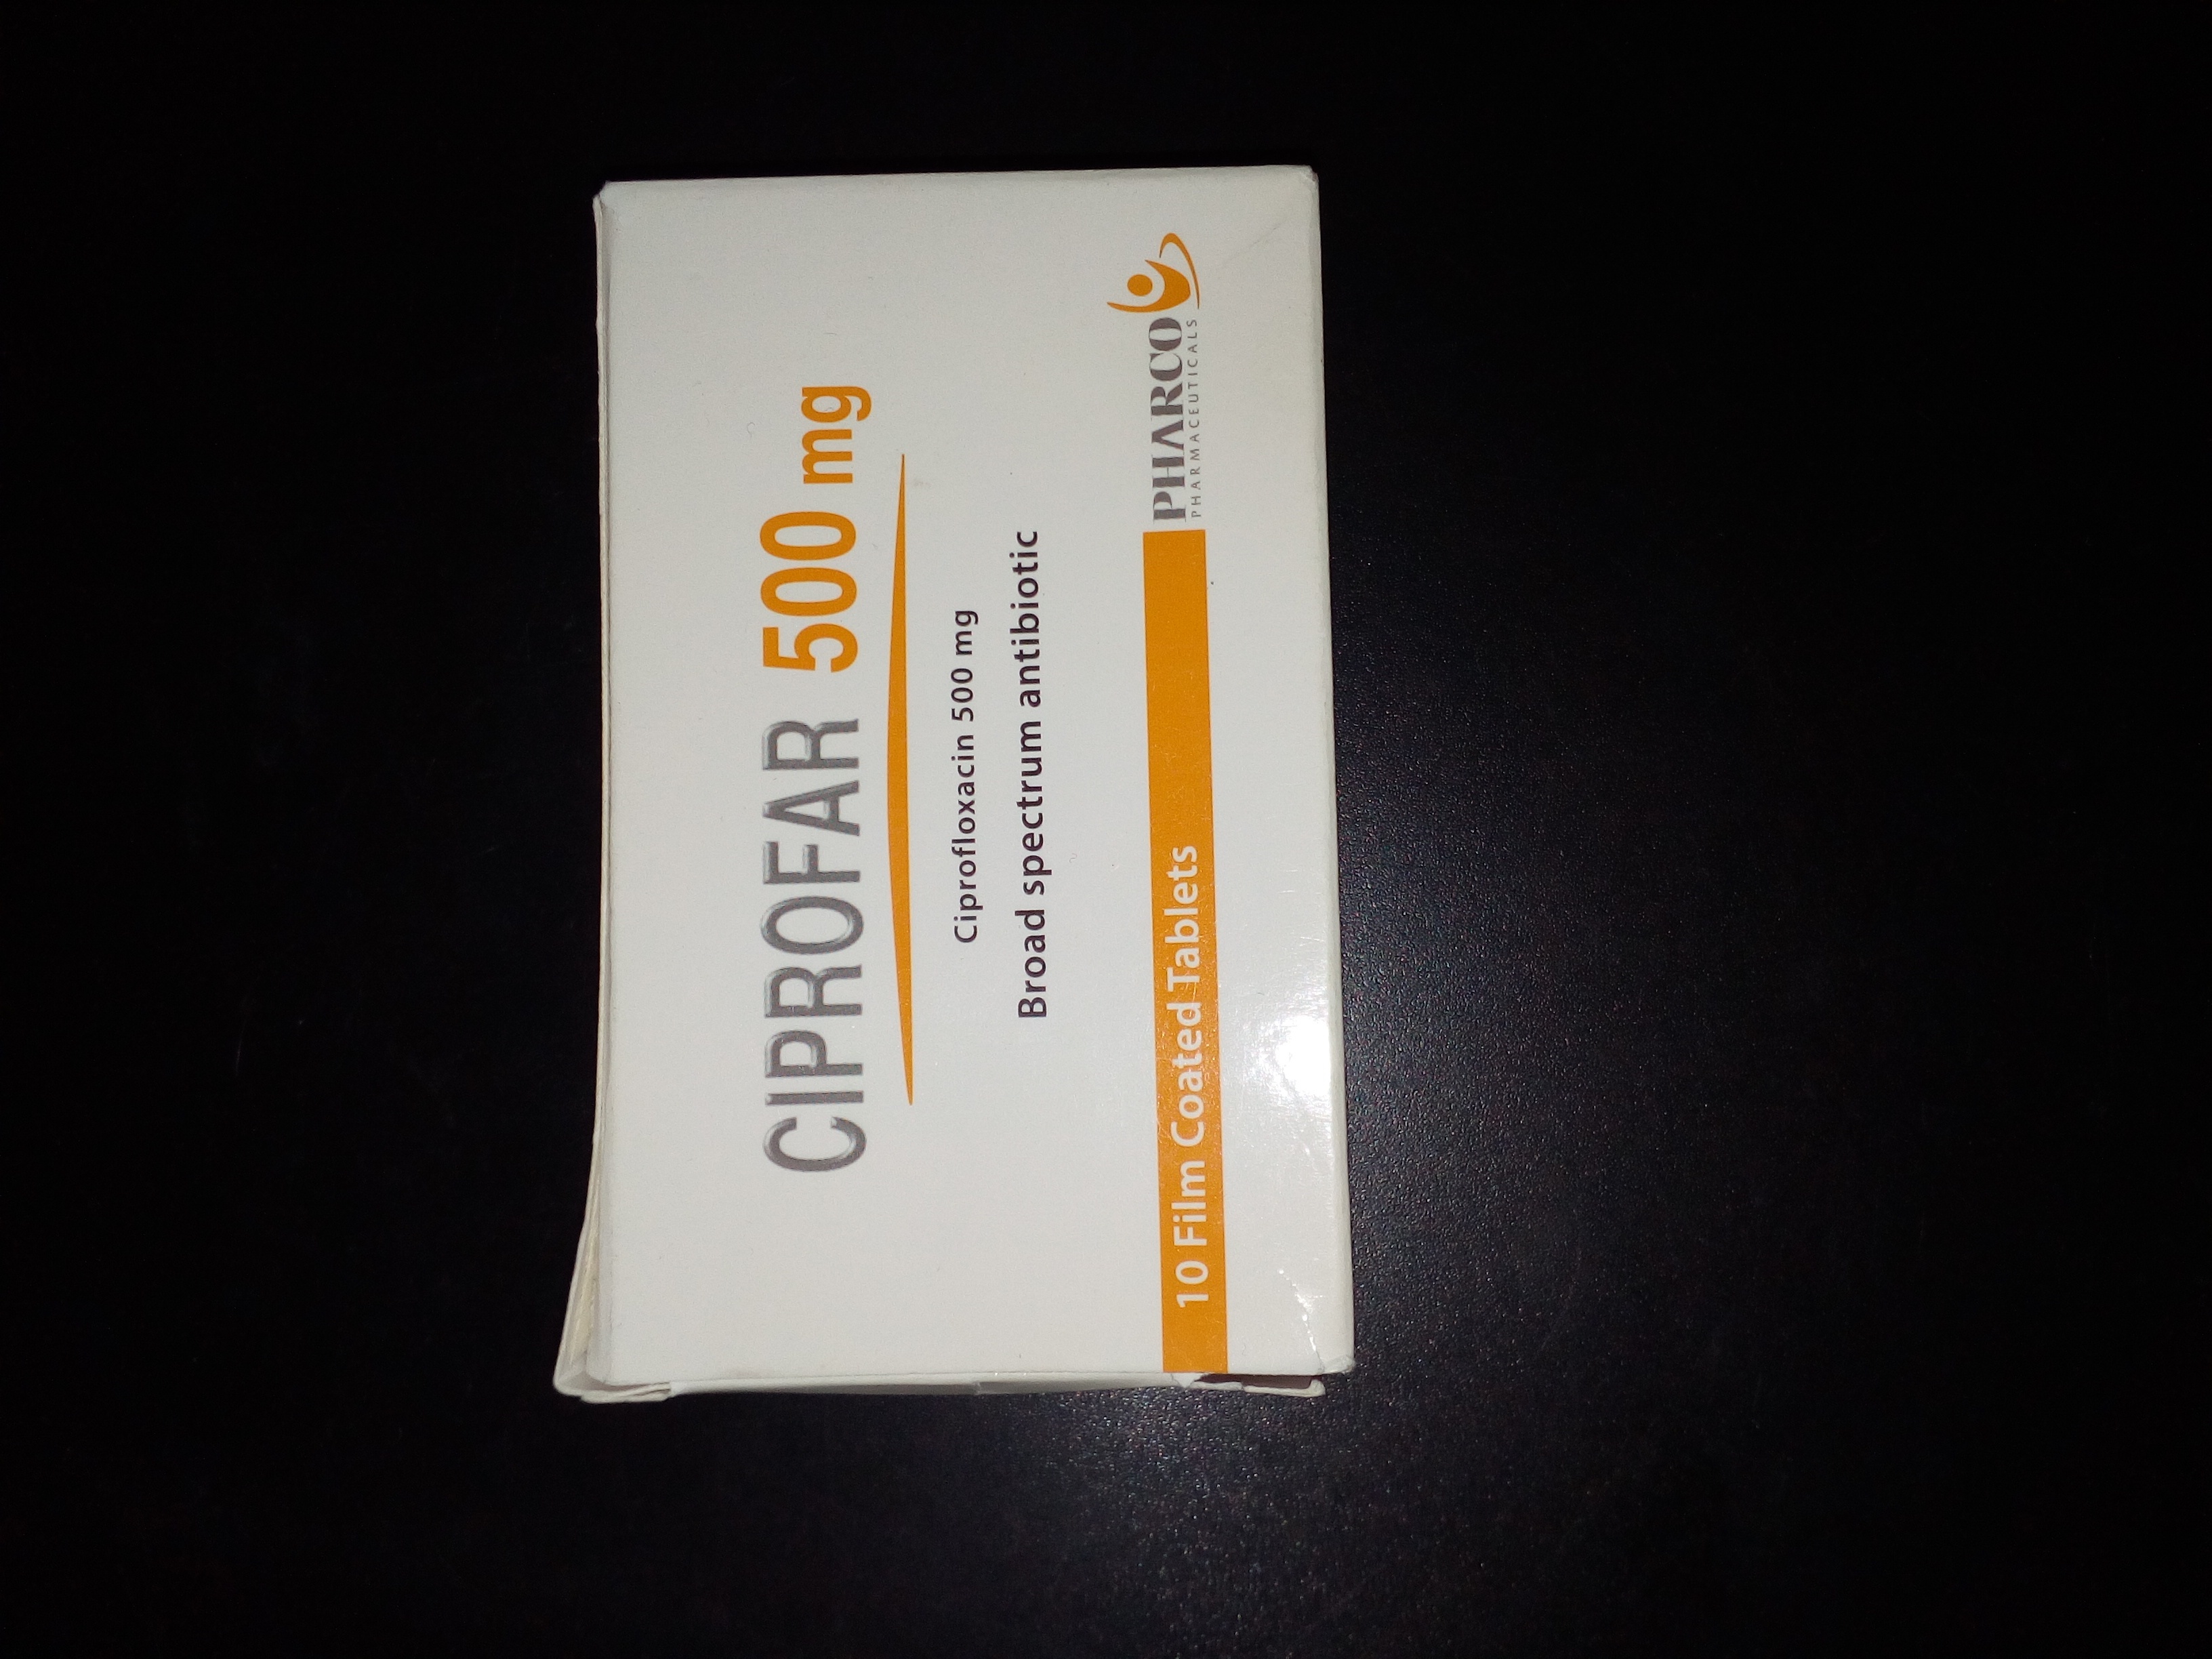 CIPROFAR 500 mg
Ciprofloxacin 500 mg
Broad spectrum antibiotic
10 Film Coated Tablets
PHARCO
PHARMACEUTICALS